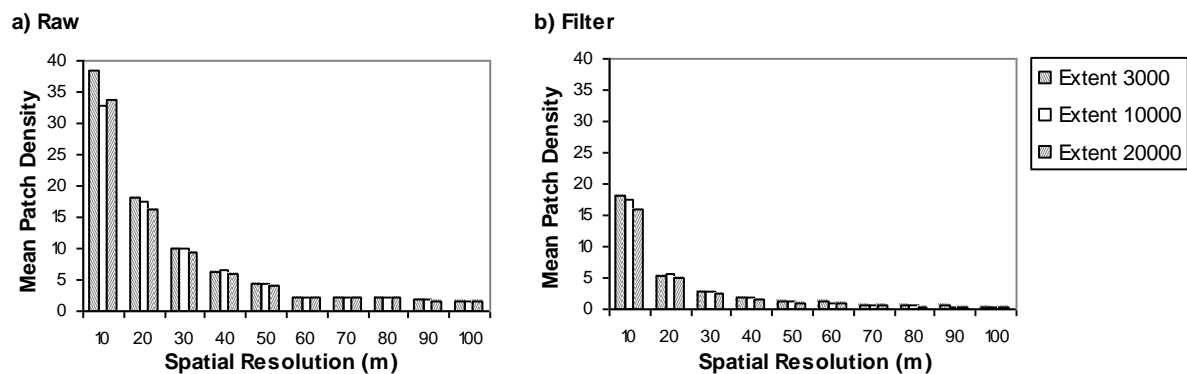 a) Raw
Mean Patch Density
40
35
30
25
20
15
10
5
0
10 20 30 40 50 60 70 80 90 100
Spatial Resolution (m)
b) Filter
Mean Patch Density
40
35
30
25
20
15
10
5
0
10 20 30 40 50 60 70 80 90 100
Spatial Resolution (m)
Extent 3000
Extent 10000
Extent 20000